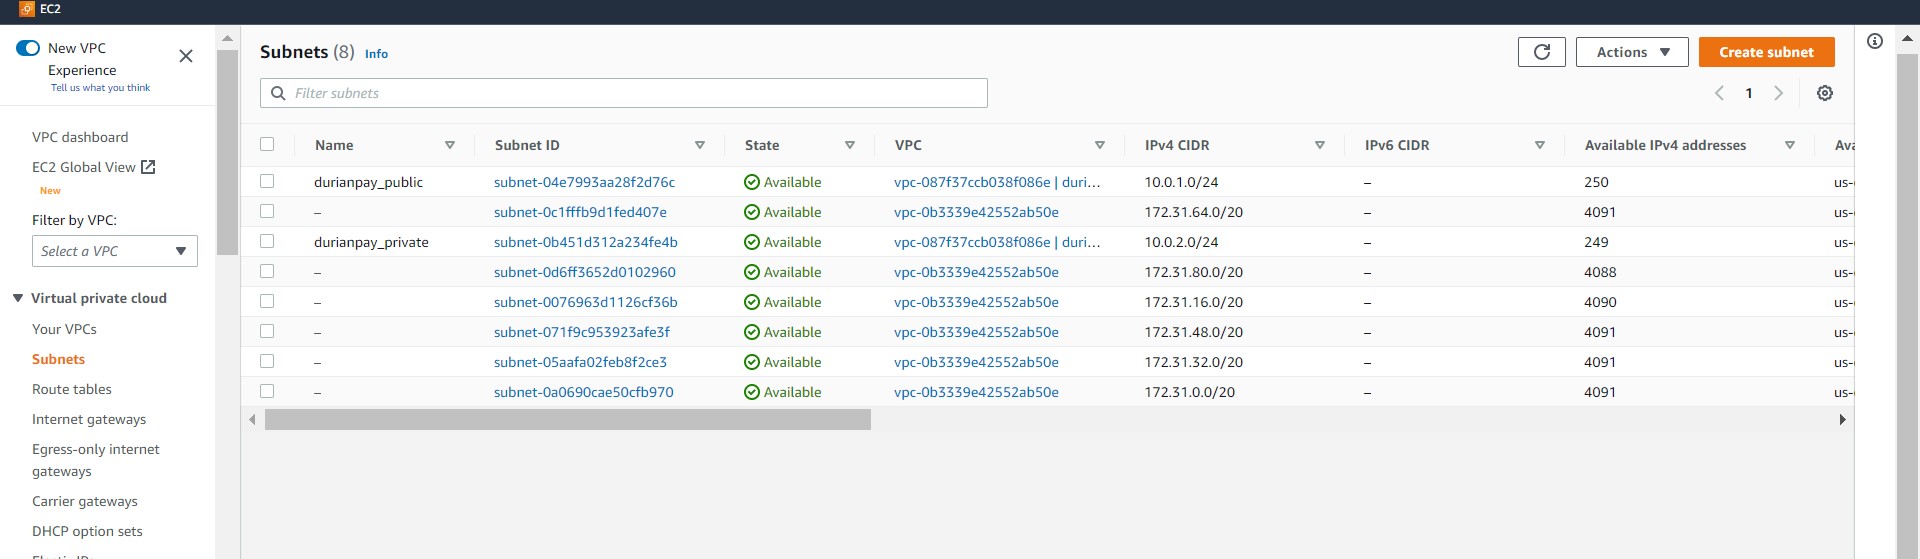 EC2
New VPC
Experience
Tell us what you think
VPC dashboard
EC2 Global View
New
Filter by VPC:
Select a VPC
Virtual private cloud
Your VPCs
Subnets
Route tables
Internet gateways
Egress-only internet
gateways
Carrier gateways
DHCP option sets
Subnets (8) Info
Actions
Create subnet
Filter subnets
1
Name Subnet ID State VPC IPv4 CIDR IPv6 CIDR Available IPv4 addresses
durianpay_public subnet-04e7993aa28f2d76c Available vpc-087f37ccb038f086e | duri... 10.0.1.0/24 – 250 us-
– subnet-0c1fffb9d1fed407e Available vpc-0b3339e42552ab50e 172.31.64.0/20 – 4091 us-
durianpay_private subnet-0b451d312a234fe4b Available vpc-087f37ccb038f086e | duri... 10.0.2.0/24 – 249 us-
– subnet-0d6ff3652d0102960 Available vpc-0b3339e42552ab50e 172.31.80.0/20 – 4088 us-
– subnet-0076963d1126cf36b Available vpc-0b3339e42552ab50e 172.31.16.0/20 – 4090 us-
– subnet-071f9c953923afe3f Available vpc-0b3339e42552ab50e 172.31.48.0/20 – 4091 us-
– subnet-05aafa02feb8f2ce3 Available vpc-0b3339e42552ab50e 172.31.32.0/20 – 4091 us-
– subnet-0a0690cae50cfb970 Available vpc-0b3339e42552ab50e 172.31.0.0/20 – 4091 us-